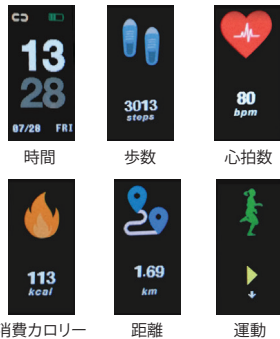 13
28
07/28 FRI
時間
3013
steps
歩数
80
bpm
心拍数
113
kcal
消費カロリー
1.69
km
距離
運動